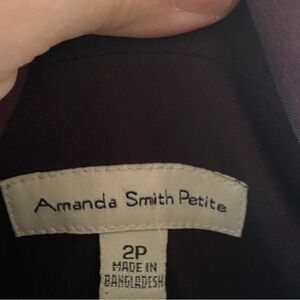 Amanda Smith Petite
2P
MADE IN
BANGLADESH